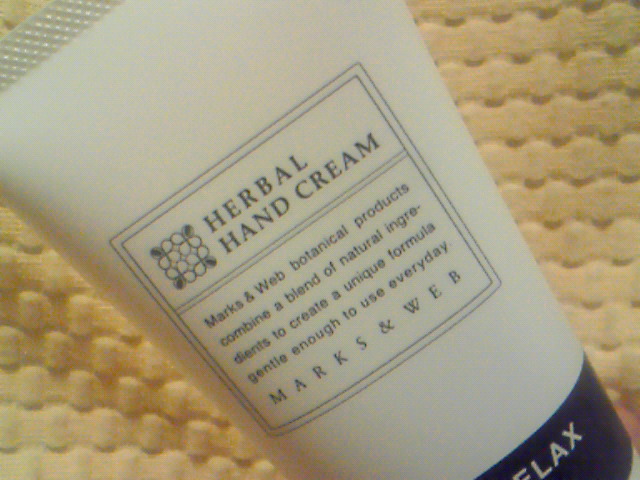 HERBAL
HAND CREAM
Marks & Web botanical products
combine a blend of natural ingre-
dients to create a unique formula
gentle enough to use everyday.
MARKS & WEB
ELAX